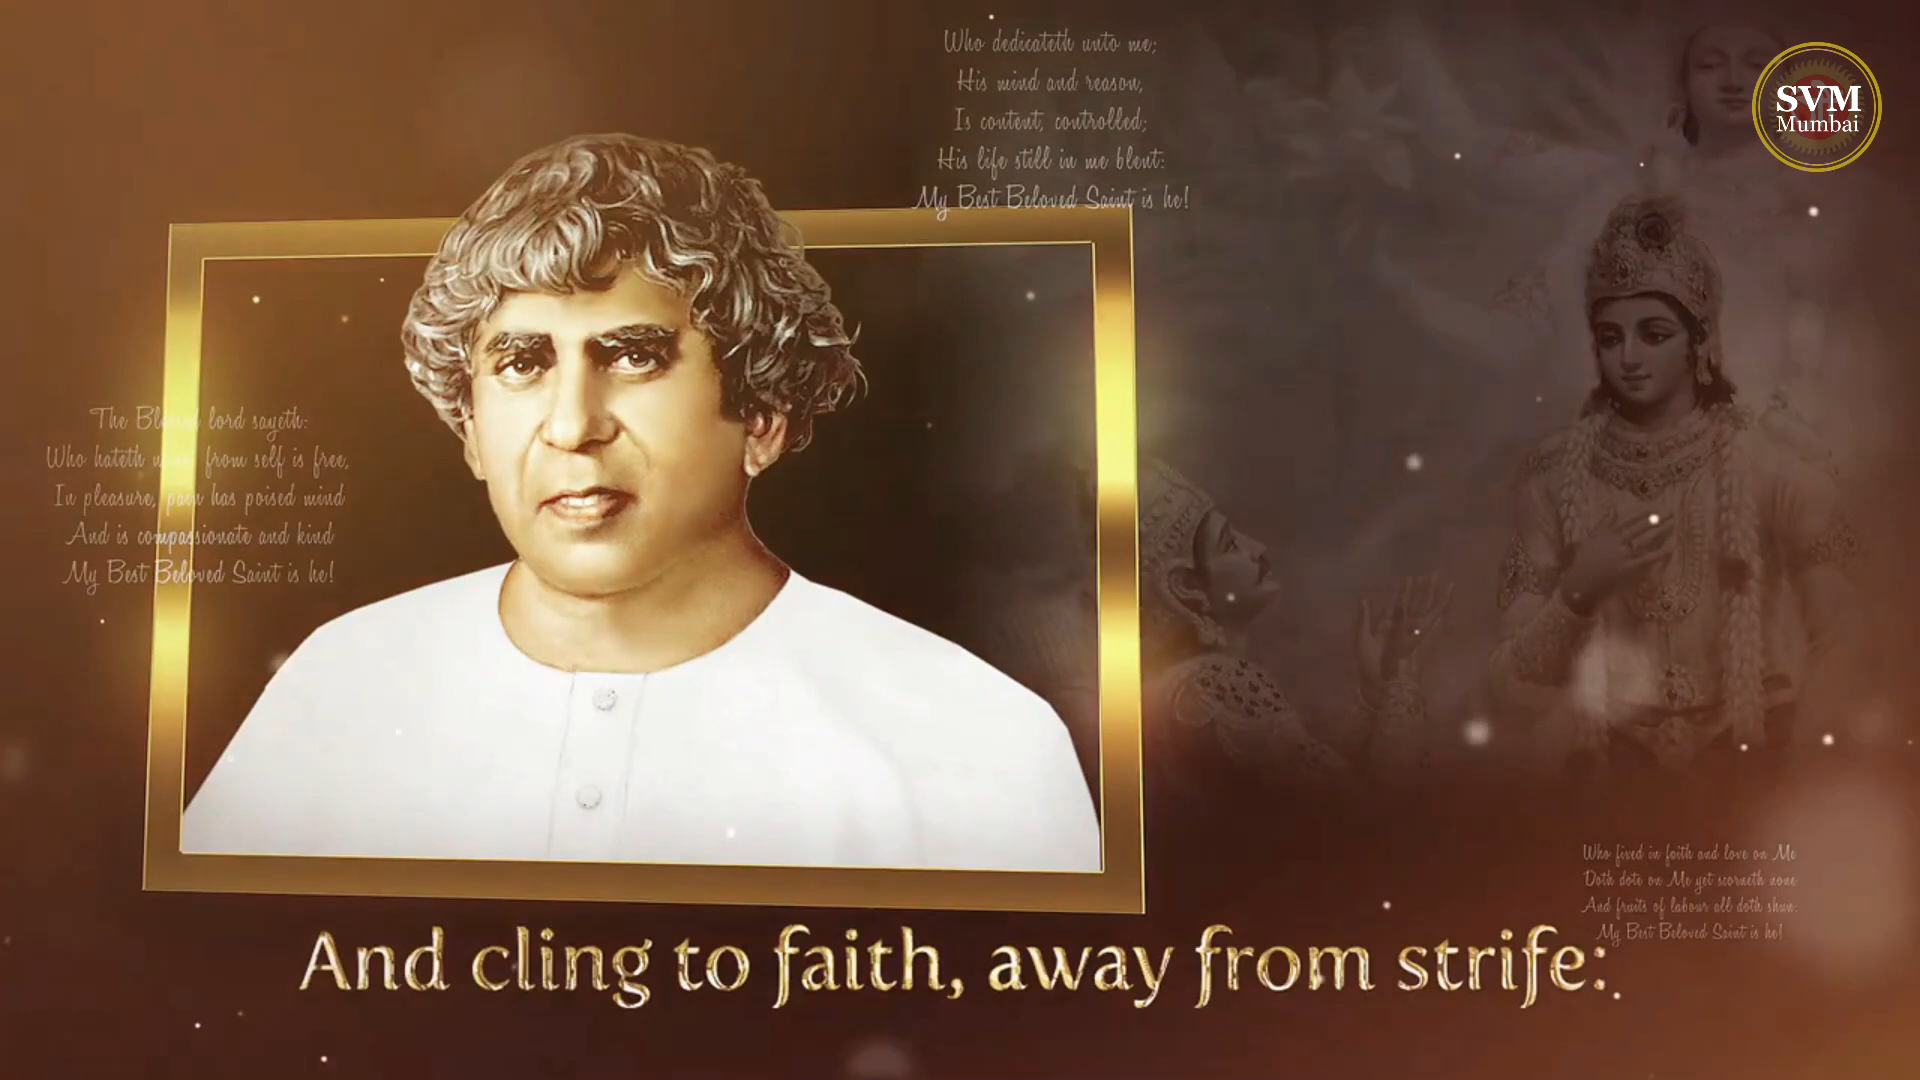 Who dedicateth unto me;
His mind and reason,
Is content, controlled;
His life still in me blent:
My Best Beloved Saint is he!
SVM
Mumbai
The lord sayeth:
Who hateth from self is free,
In pleasure, pain has poised mind
And is compassionate and kind
My Best Beloved Saint is he!
Who fixed in faith and love on Me
Doth dote on Me yet scorneth none
And fruits of labour all doth shun:
My Best Beloved Saint is he!
And cling to faith, away from strife: